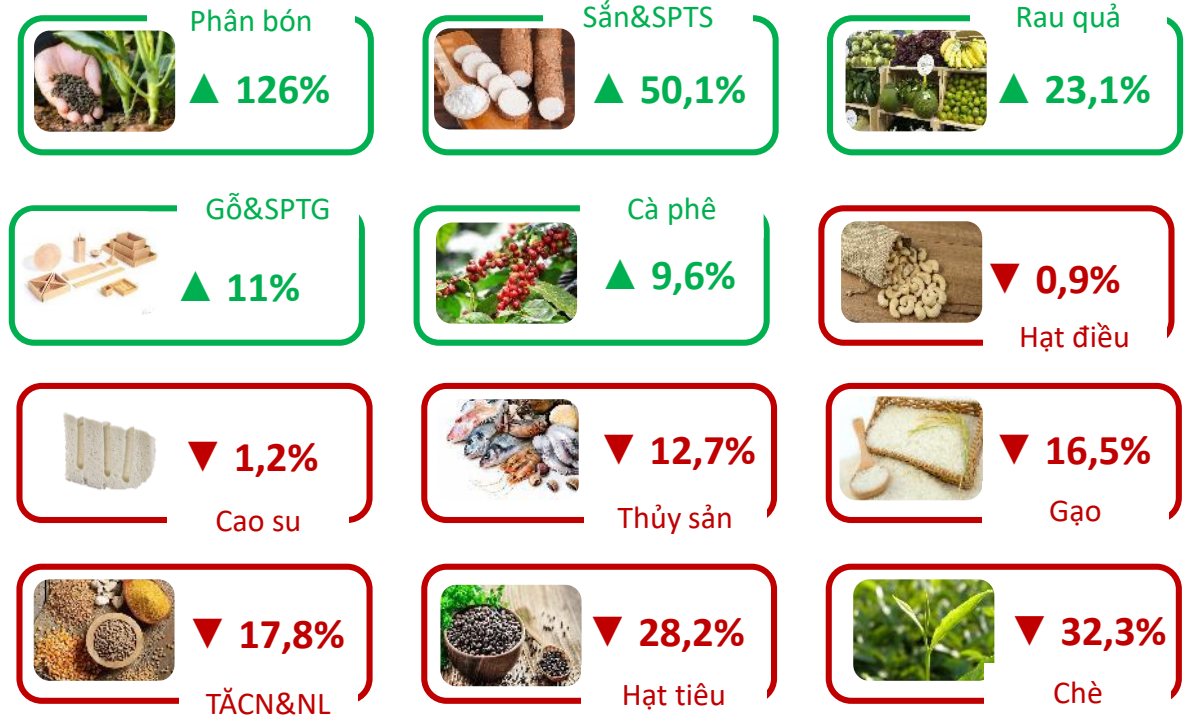 Phân bón
▲ 126%
Sắn&SPTS
▲ 50,1%
Rau quả
▲ 23,1%
Gỗ&SPTG
▲ 11%
Cà phê
▲ 9,6%
▼ 0,9%
Hạt điều
▼ 1,2%
Cao su
▼ 12,7%
Thủy sản
▼ 16,5%
Gạo
▼ 17,8%
TĂCN&NL
▼ 28,2%
Hạt tiêu
▼ 32,3%
Chè